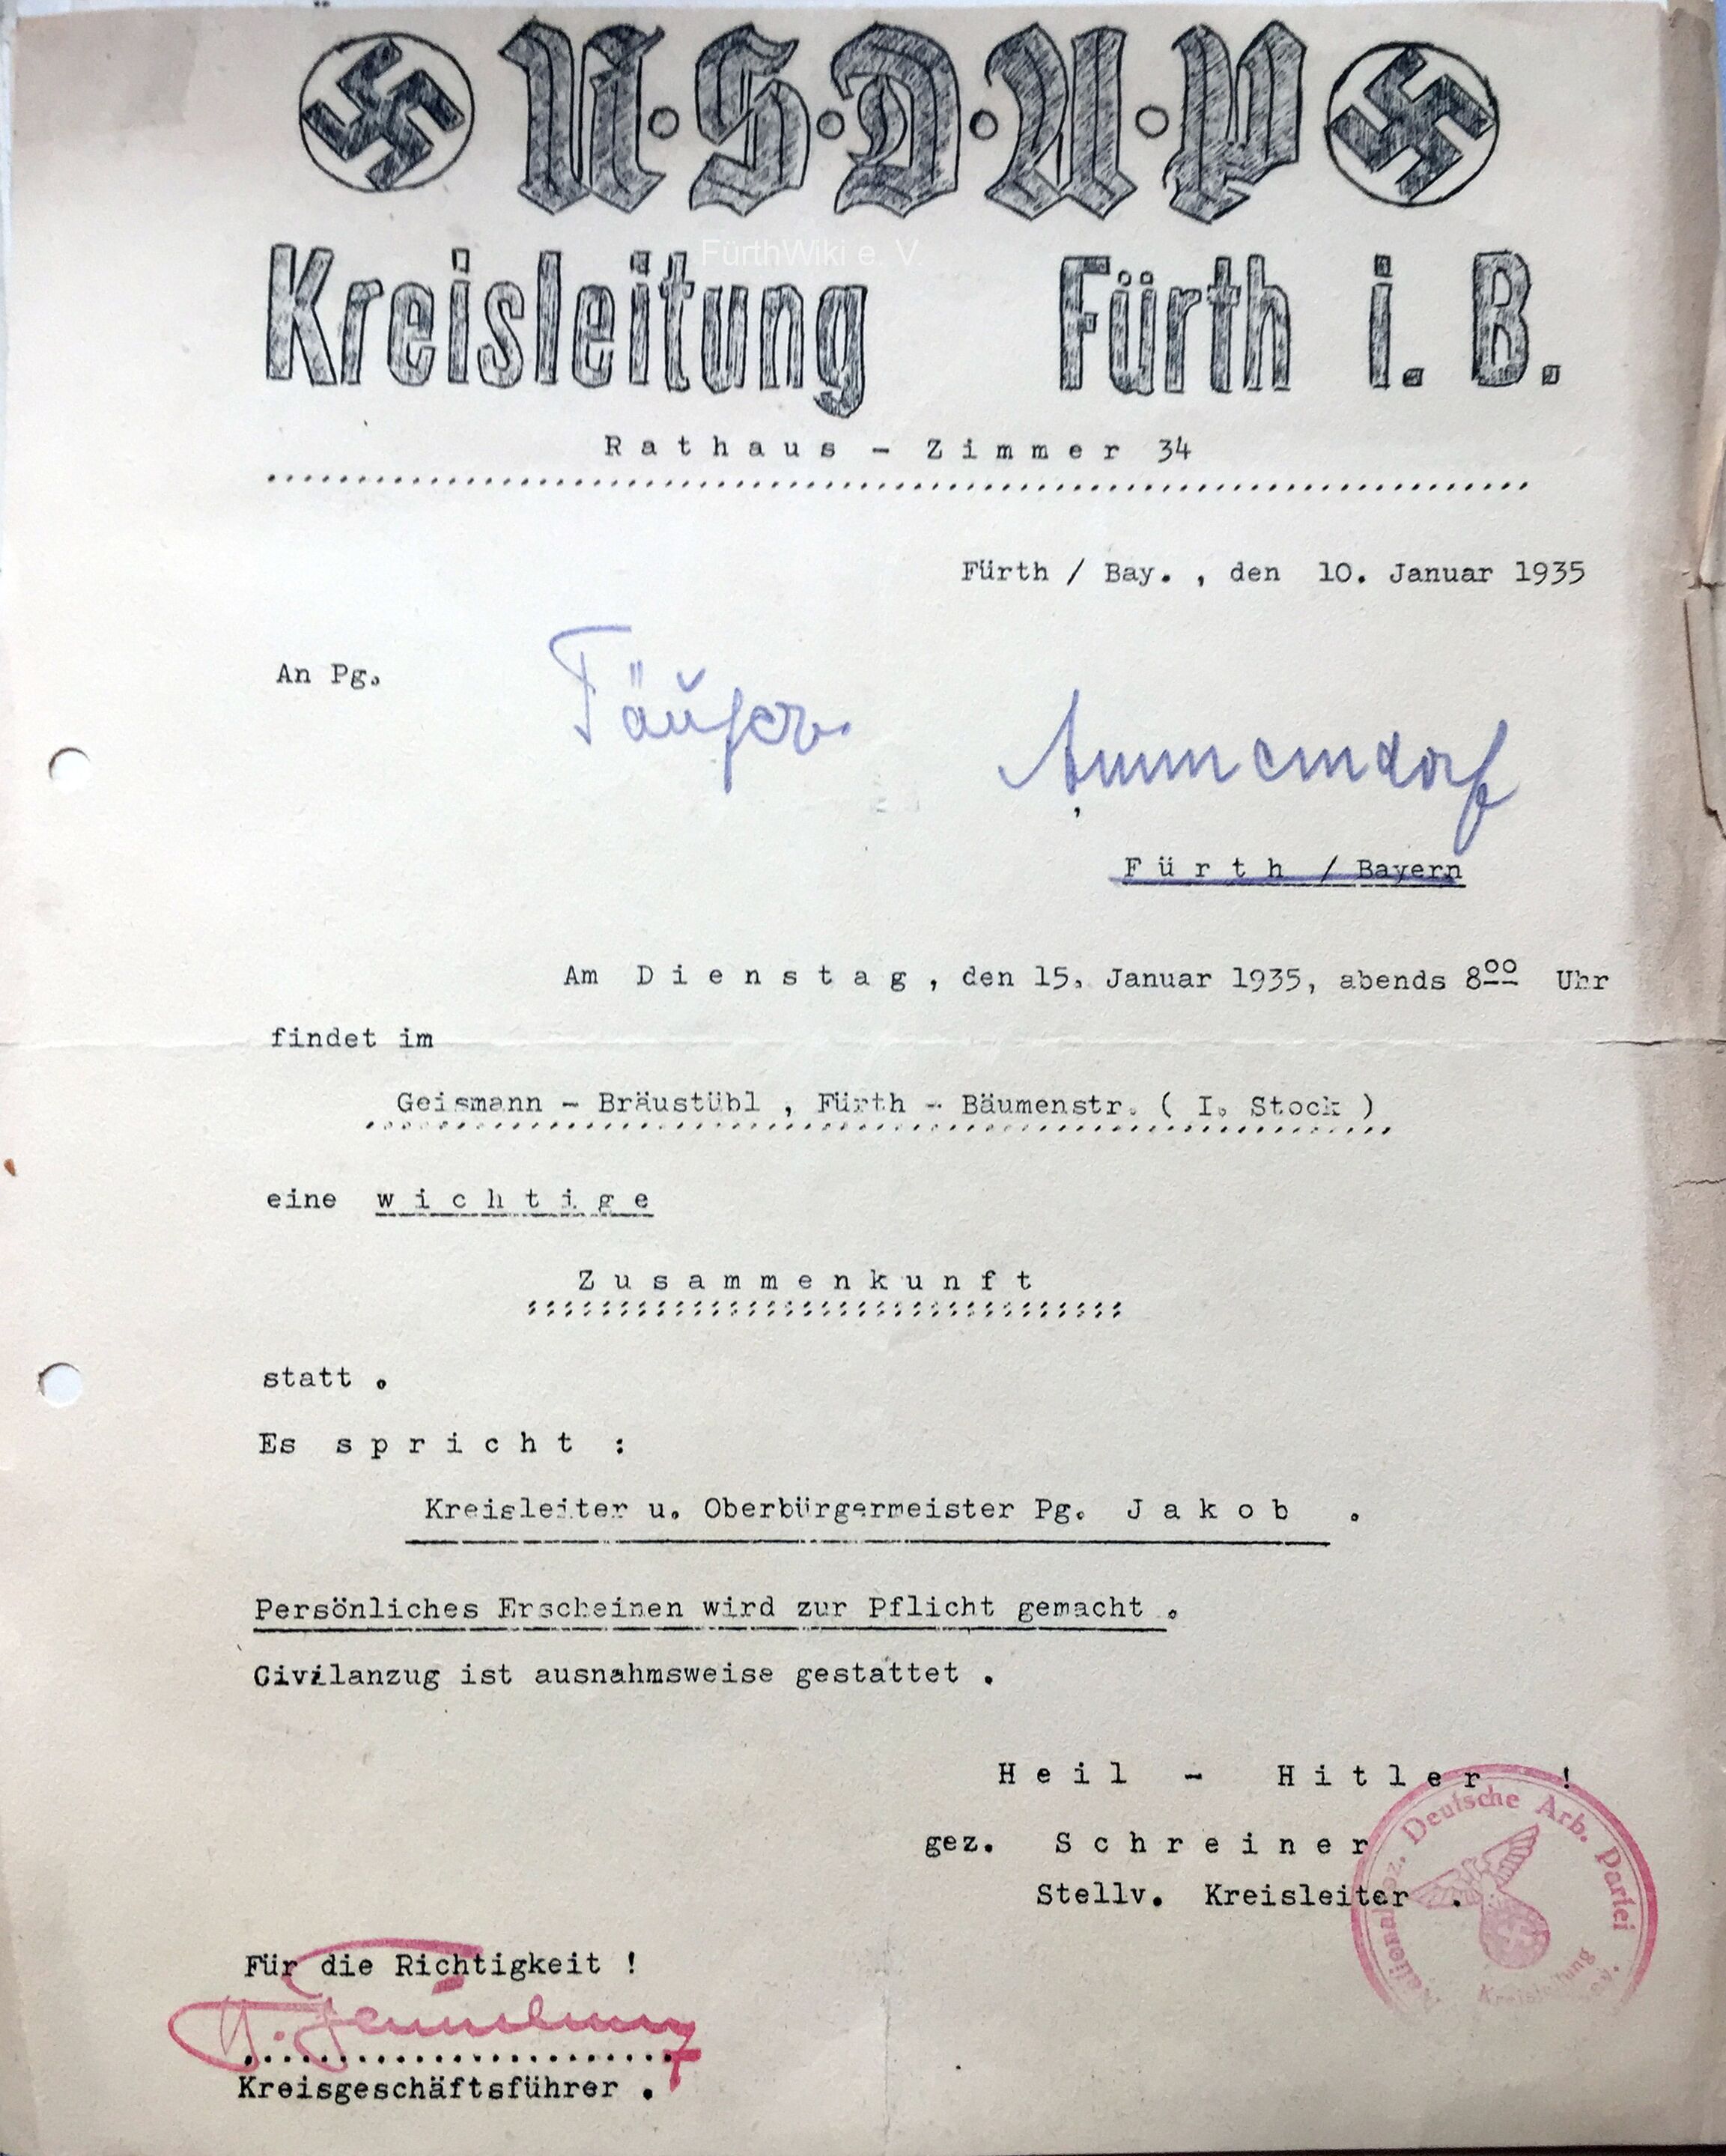 N·S·D·A·P
FürthWiki e. V.
Kreisleitung Fürth i. B.
Rathaus - Zimmer 34
Fürth / Bay. , den 10. Januar 1935
An Pg.
Ammerndorf
,
Fürth / Bayern
Am Dienstag, den 15. Januar 1935, abends 8oo Uhr
findet im
Geismann - Bräustübl , Fürth - Bäumenstr. ( I. Stock )
eine wichtige
Zusammenkunft
statt .
Es spricht :
Kreisleiter u. Oberbürgermeister Pg. Jakob .
Persönliches Erscheinen wird zur Pflicht gemacht .
Civilanzug ist ausnahmsweise gestattet .
Heil - Hitler !
gez. Schreiner
Stellv. Kreisleiter .
Deutsche Arb. Partei
Kreisleitung
Für die Richtigkeit !
Kreisgeschäftsführer .